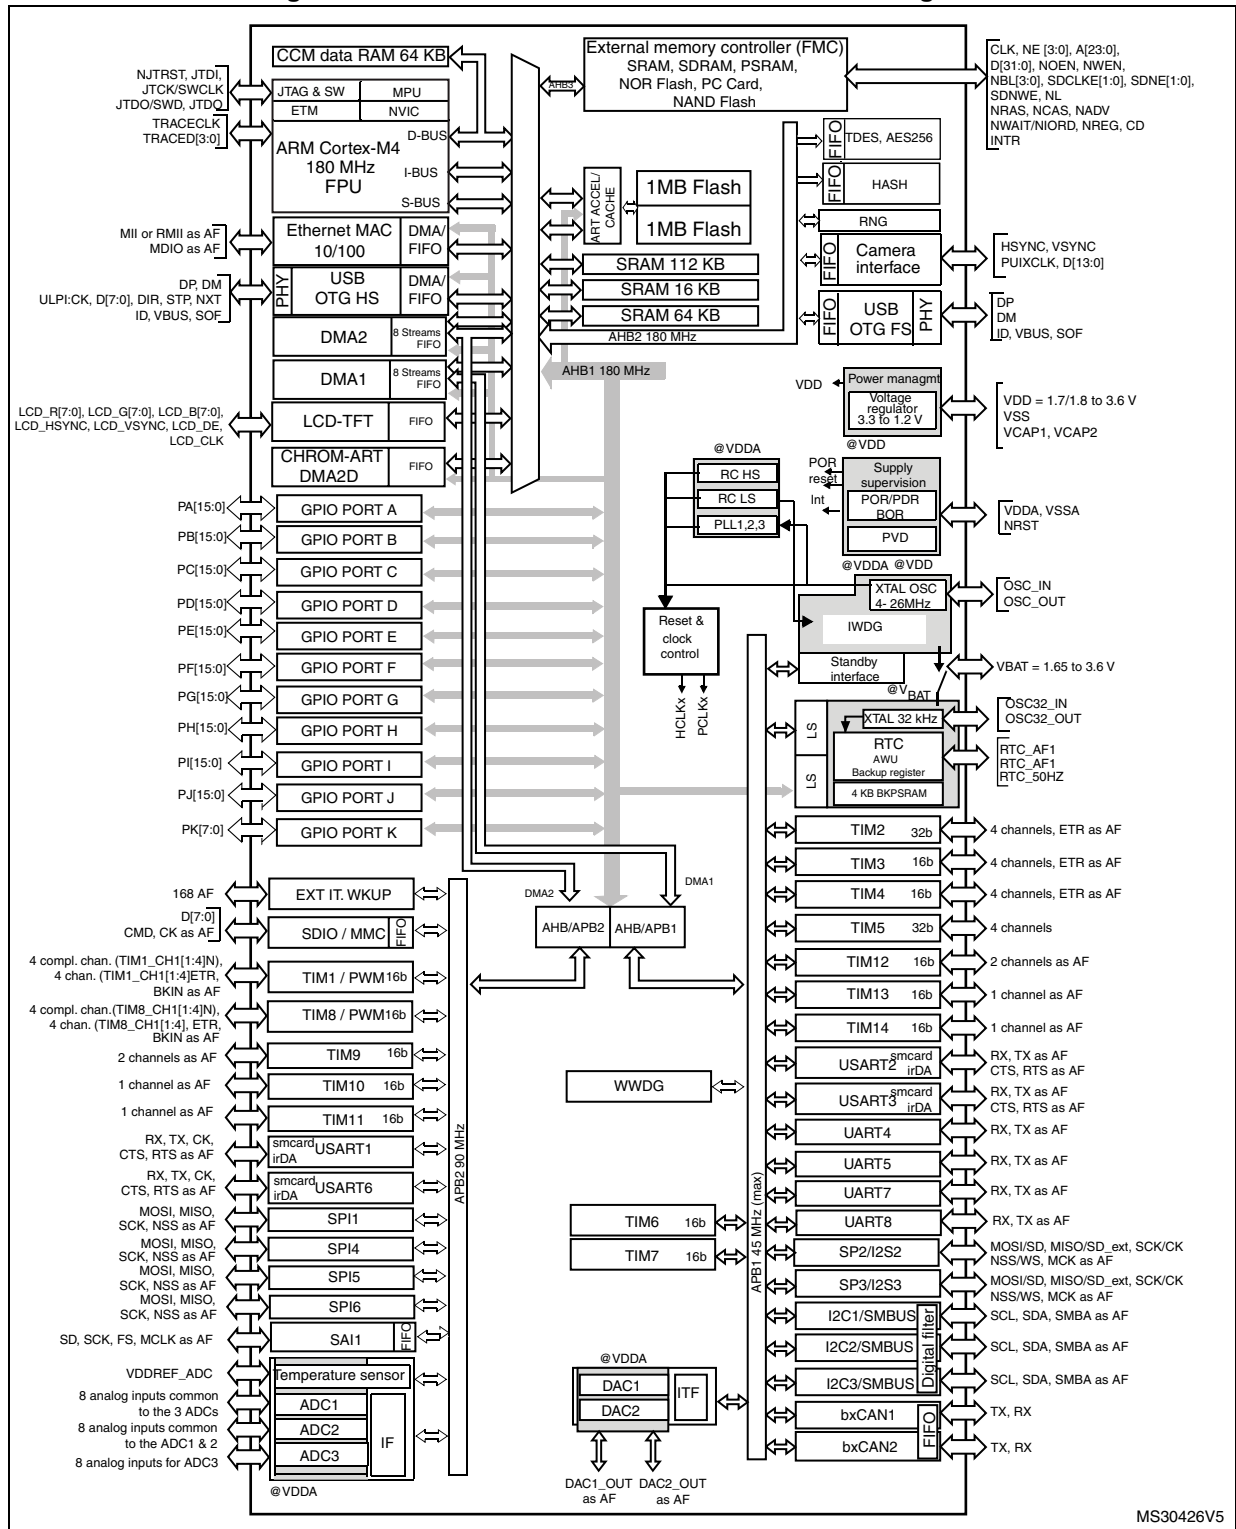 CCM data RAM 64 KB
External memory controller (FMC)
SRAM, SDRAM, PSRAM,
NOR Flash, PC Card,
NAND Flash
AHB3
CLK, NE [3:0], A[23:0],
D[31:0], NOEN, NWEN,
NBL[3:0], SDCLKE[1:0], SDNE[1:0],
SDNWE, NL
NRAS, NCAS, NADV
NWAIT/NIORD, NREG, CD
INTR
NJTRST, JTDI,
JTCK/SWCLK
JTDO/SWD, JTDO
TRACECLK
TRACED[3:0]
JTAG & SW
MPU
ETM
NVIC
ARM Cortex-M4
180 MHz
FPU
D-BUS
I-BUS
S-BUS
ART ACCEL/
CACHE
1MB Flash
1MB Flash
FIFO
TDES, AES256
FIFO
HASH
RNG
FIFO
Camera
interface
HSYNC, VSYNC
PUIXCLK, D[13:0]
FIFO
USB
OTG FS
PHY
DP
DM
ID, VBUS, SOF
MII or RMII as AF
MDIO as AF
Ethernet MAC
10/100
DMA/
FIFO
DP, DM
ULPI:CK, D[7:0], DIR, STP, NXT
ID, VBUS, SOF
PHY
USB
OTG HS
DMA/
FIFO
SRAM 112 KB
SRAM 16 KB
SRAM 64 KB
AHB2 180 MHz
DMA2
8 Streams
FIFO
DMA1
8 Streams
FIFO
AHB1 180 MHz
LCD_R[7:0], LCD_G[7:0], LCD_B[7:0],
LCD_HSYNC, LCD_VSYNC, LCD_DE,
LCD_CLK
LCD-TFT
FIFO
CHROM-ART
DMA2D
FIFO
VDD
Power managmt
Voltage
regulator
3.3 to 1.2 V
@VDD
VDD = 1.7/1.8 to 3.6 V
VSS
VCAP1, VCAP2
@VDDA
RC HS
RC LS
PLL1,2,3
POR
reset
Int
Supply
supervision
POR/PDR
BOR
PVD
VDDA, VSSA
NRST
@VDDA
@VDD
XTAL OSC
4- 26MHz
IWDG
OSC_IN
OSC_OUT
Reset &
clock
control
HCLKx
PCLKx
Standby
interface
VBAT = 1.65 to 3.6 V
@VBAT
LS
LS
XTAL 32 kHz
RTC
AWU
Backup register
4 KB BKPSRAM
OSC32_IN
OSC32_OUT
RTC_AF1
RTC_AF1
RTC_50HZ
PA[15:0]
GPIO PORT A
PB[15:0]
GPIO PORT B
PC[15:0]
GPIO PORT C
PD[15:0]
GPIO PORT D
PE[15:0]
GPIO PORT E
PF[15:0]
GPIO PORT F
PG[15:0]
GPIO PORT G
PH[15:0]
GPIO PORT H
PI[15:0]
GPIO PORT I
PJ[15:0]
GPIO PORT J
PK[7:0]
GPIO PORT K
DMA2
DMA1
AHB/APB2
AHB/APB1
168 AF
EXT IT. WKUP
D[7:0]
CMD, CK as AF
SDIO / MMC
FIFO
4 compl. chan. (TIM1_CH1[1:4]N),
4 chan. (TIM1_CH1[1:4]ETR,
BKIN as AF
TIM1 / PWM
16b
4 compl. chan.(TIM8_CH1[1:4]N),
4 chan. (TIM8_CH1[1:4], ETR,
BKIN as AF
TIM8 / PWM
16b
2 channels as AF
TIM9
16b
1 channel as AF
TIM10
16b
1 channel as AF
TIM11
16b
RX, TX, CK,
CTS, RTS as AF
smcard
irDA
USART1
RX, TX, CK,
CTS, RTS as AF
smcard
irDA
USART6
MOSI, MISO,
SCK, NSS as AF
SPI1
MOSI, MISO,
SCK, NSS as AF
SPI4
MOSI, MISO,
SCK, NSS as AF
SPI5
MOSI, MISO,
SCK, NSS as AF
SPI6
SD, SCK, FS, MCLK as AF
SAI1
FIFO
VDDREF_ADC
Temperature sensor
8 analog inputs common
to the 3 ADCs
ADC1
8 analog inputs common
to the ADC1 & 2
ADC2
8 analog inputs for ADC3
ADC3
IF
@VDDA
APB2 90 MHz
WWDG
TIM6
16b
TIM7
16b
@VDDA
DAC1
DAC2
ITF
DAC1_OUT
as AF
DAC2_OUT
as AF
APB1 45 MHz (max)
TIM2
32b
4 channels, ETR as AF
TIM3
16b
4 channels, ETR as AF
TIM4
16b
4 channels, ETR as AF
TIM5
32b
4 channels
TIM12
16b
2 channels as AF
TIM13
16b
1 channel as AF
TIM14
16b
1 channel as AF
USART2
smcard
irDA
RX, TX as AF
CTS, RTS as AF
USART3
smcard
irDA
RX, TX as AF
CTS, RTS as AF
UART4
RX, TX as AF
UART5
RX, TX as AF
UART7
RX, TX as AF
UART8
RX, TX as AF
SP2/I2S2
MOSI/SD, MISO/SD_ext, SCK/CK
NSS/WS, MCK as AF
SP3/I2S3
MOSI/SD, MISO/SD_ext, SCK/CK
NSS/WS, MCK as AF
I2C1/SMBUS
SCL, SDA, SMBA as AF
I2C2/SMBUS
SCL, SDA, SMBA as AF
I2C3/SMBUS
SCL, SDA, SMBA as AF
Digital filter
bxCAN1
TX, RX
bxCAN2
TX, RX
FIFO
MS30426V5